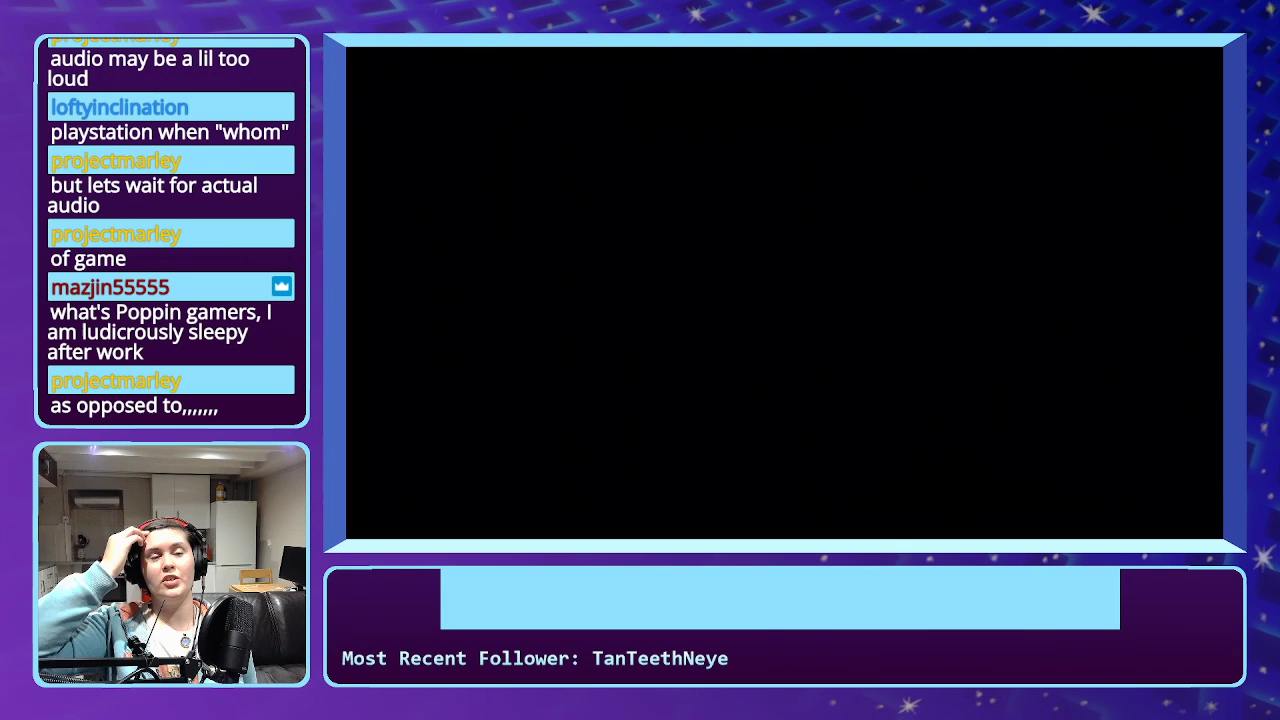 projectmarley
audio may be a lil too
loud
loftyinclination
playstation when "whom"
projectmarley
but lets wait for actual
audio
projectmarley
of game
mazjin55555
what's Poppin gamers, I
am ludicrously sleepy
after work
projectmarley
as opposed to,,,,,,,
Most Recent Follower: TanTeethNeye